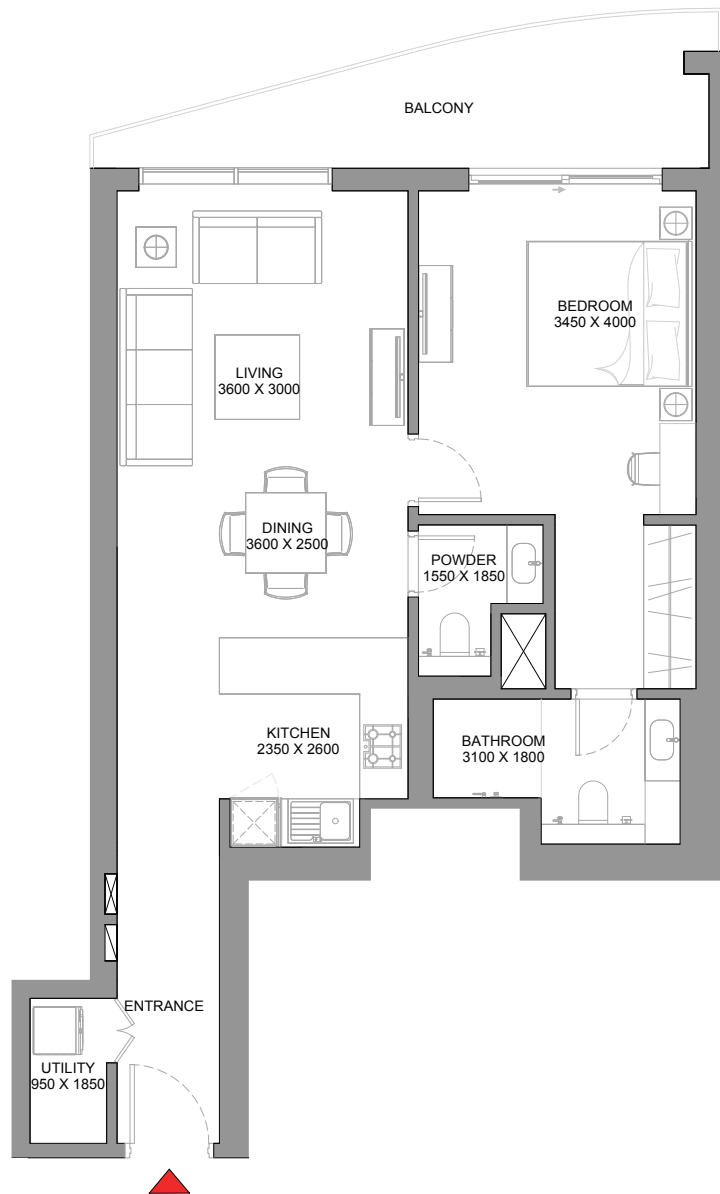 BALCONY
BEDROOM
3450 X 4000
LIVING
3600 X 3000
DINING
3600 X 2500
POWDER
1550 X 1850
KITCHEN
2350 X 2600
BATHROOM
3100 X 1800
ENTRANCE
UTILITY
950 X 1850